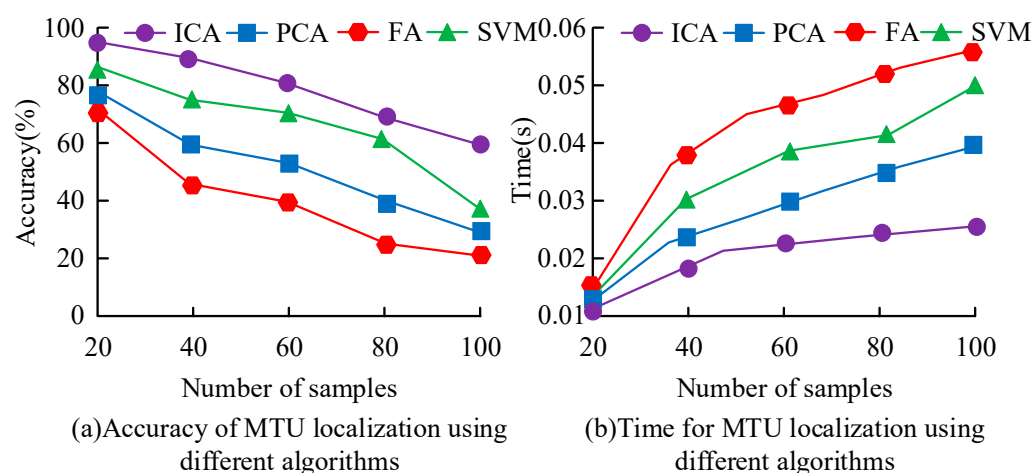 ICA PCA FA SVM
100
80
60
40
20
0
Accuracy(%)
20 40 60 80 100
Number of samples
(a)Accuracy of MTU localization using
different algorithms
ICA PCA FA SVM
0.06
0.05
0.04
0.03
0.02
0.01
Time(s)
20 40 60 80 100
Number of samples
(b)Time for MTU localization using
different algorithms